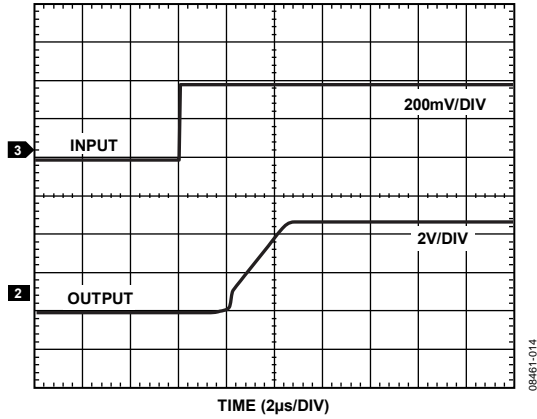 200mV/DIV
3
INPUT
2V/DIV
2
OUTPUT
TIME (2µs/DIV)
08461-014